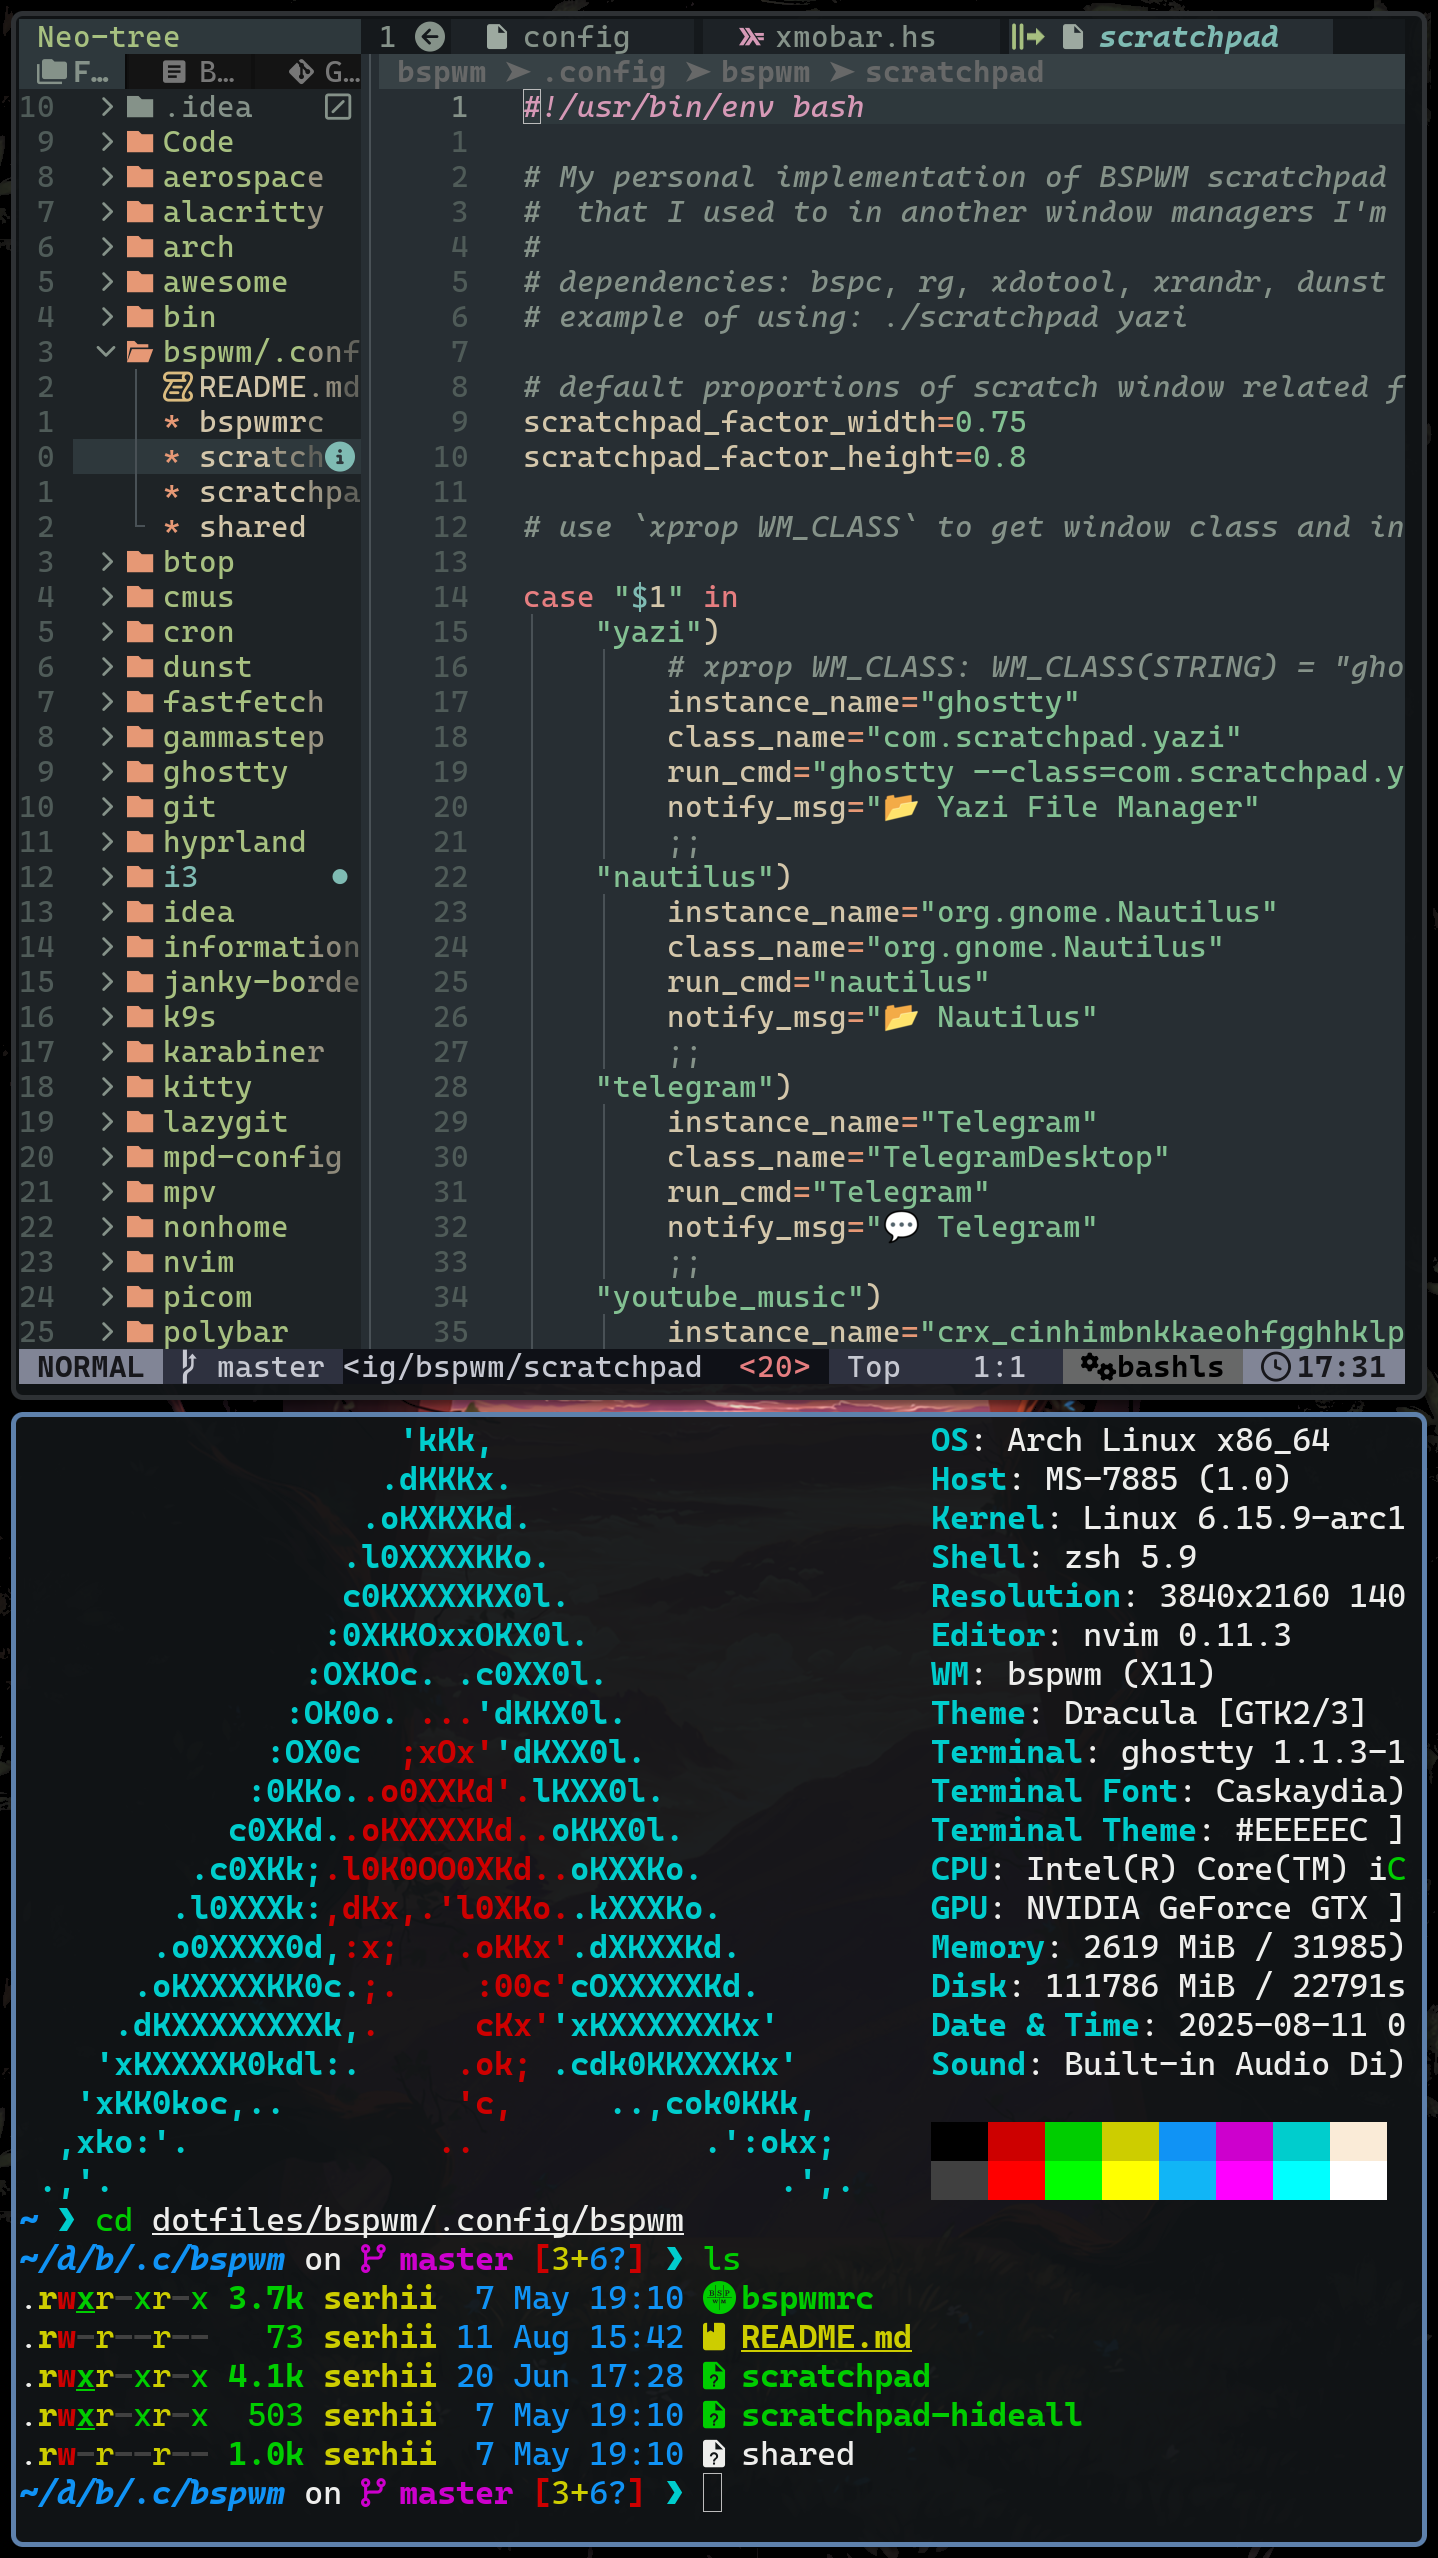 Neo-tree 1 config xmobar.hs scratchpad
F… B… G… bspwm .config bspwm scratchpad
10 .idea 1 #!/usr/bin/env bash
9 Code 1
8 aerospace 2 # My personal implementation of BSPWM scratchpad
7 alacritty 3 #  that I used to in another window managers I'm
6 arch 4 #
5 awesome 5 # dependencies: bspc, rg, xdotool, xrandr, dunst
4 bin 6 # example of using: ./scratchpad yazi
3 bspwm/.conf 7
2 README.md 8 # default proportions of scratch window related f
1 * bspwmrc 9 scratchpad_factor_width=0.75
0 * scratch 10 scratchpad_factor_height=0.8
1 * scratchpa 11
2 * shared 12 # use `xprop WM_CLASS` to get window class and in
3 btop 13
4 cmus 14 case "$1" in
5 cron 15 "yazi")
6 dunst 16 # xprop WM_CLASS: WM_CLASS(STRING) = "gho
7 fastfetch 17 instance_name="ghostty"
8 gammastep 18 class_name="com.scratchpad.yazi"
9 ghostty 19 run_cmd="ghostty --class=com.scratchpad.y
10 git 20 notify_msg="📂 Yazi File Manager"
11 hyprland 21 ;;
12 i3 22 "nautilus")
13 idea 23 instance_name="org.gnome.Nautilus"
14 information 24 class_name="org.gnome.Nautilus"
15 janky-borde 25 run_cmd="nautilus"
16 k9s 26 notify_msg="📂 Nautilus"
17 karabiner 27 ;;
18 kitty 28 "telegram")
19 lazygit 29 instance_name="Telegram"
20 mpd-config 30 class_name="TelegramDesktop"
21 mpv 31 run_cmd="Telegram"
22 nonhome 32 notify_msg="💬 Telegram"
23 nvim 33 ;;
24 picom 34 "youtube_music")
25 polybar 35 instance_name="crx_cinhimbnkkaeohfgghhklp
NORMAL master <ig/bspwm/scratchpad <20> Top 1:1 bashls 17:31
'kKk, OS: Arch Linux x86_64
.dKKKx. Host: MS-7885 (1.0)
.oKXKXKd. Kernel: Linux 6.15.9-arc1
.l0XXXXKKo. Shell: zsh 5.9
c0KXXXXKX0l. Resolution: 3840x2160 140
:0XKKOxxOKX0l. Editor: nvim 0.11.3
:OXKOc. .c0XX0l. WM: bspwm (X11)
:OK0o. ...'dKKX0l. Theme: Dracula [GTK2/3]
:OX0c  ;xOx''dKXX0l. Terminal: ghostty 1.1.3-1
:0KKo..o0XXKd'.lKXX0l. Terminal Font: Caskaydia)
c0XKd..oKXXXXKd..oKKX0l. Terminal Theme: #EEEEEC ]
.c0XKk;.l0K0OO0XKd..oKXXKo. CPU: Intel(R) Core(TM) iC
.l0XXXk:,dKx,.'l0XKo..kXXXKo. GPU: NVIDIA GeForce GTX ]
.o0XXXX0d,:x;   .oKKx'.dXKXXKd. Memory: 2619 MiB / 31985)
.oKXXXXKK0c.;.    :00c'cOXXXXXKd. Disk: 111786 MiB / 22791s
.dKXXXXXXXXk,.     cKx''xKXXXXXXKx' Date & Time: 2025-08-11 0
'xKXXXXK0kdl:.     .ok; .cdk0KKXXXKx' Sound: Built-in Audio Di)
'xKK0koc,..         'c,     ..,cok0KKk,
,xko:'.             ..            .':okx;
.,'.                                   .',.
~ ❯ cd dotfiles/bspwm/.config/bspwm
~/d/b/.c/bspwm on master [3+6?] ❯ ls
.rwxr-xr-x 3.7k serhii  7 May 19:10 bspwmrc
.rw-r--r--   73 serhii 11 Aug 15:42 README.md
.rwxr-xr-x 4.1k serhii 20 Jun 17:28 scratchpad
.rwxr-xr-x  503 serhii  7 May 19:10 scratchpad-hideall
.rw-r--r-- 1.0k serhii  7 May 19:10 shared
~/d/b/.c/bspwm on master [3+6?] ❯